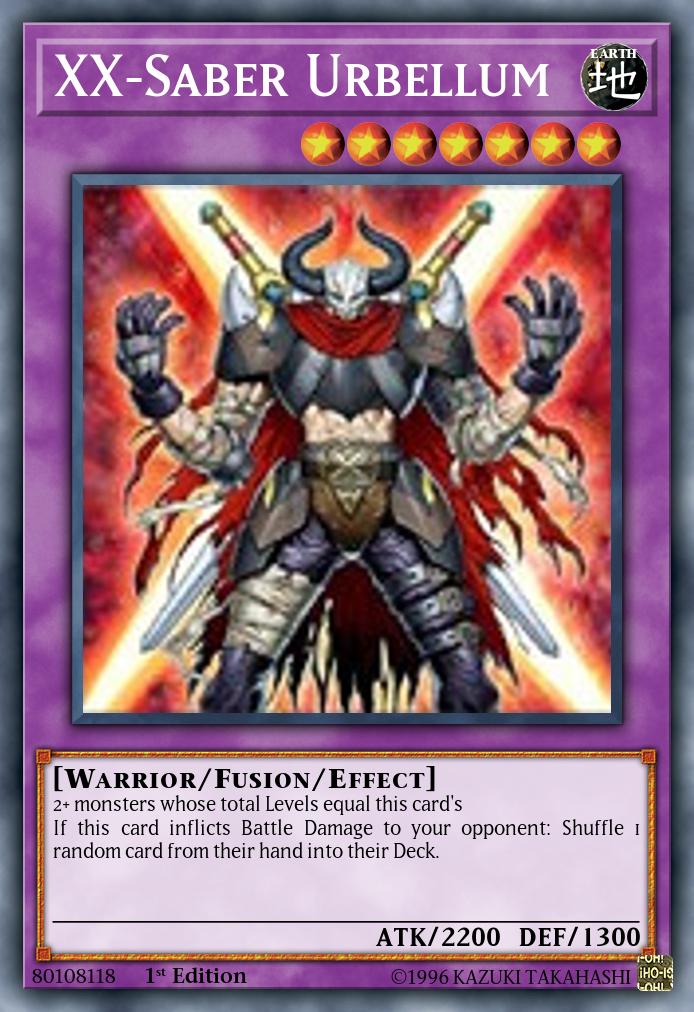 XX-Saber Urbellum
EARTH
地
[Warrior/Fusion/Effect]
2+ monsters whose total Levels equal this card's
If this card inflicts Battle Damage to your opponent: Shuffle 1
random card from their hand into their Deck.
ATK/2200 DEF/1300
80108118 1st Edition ©1996 KAZUKI TAKAHASHI